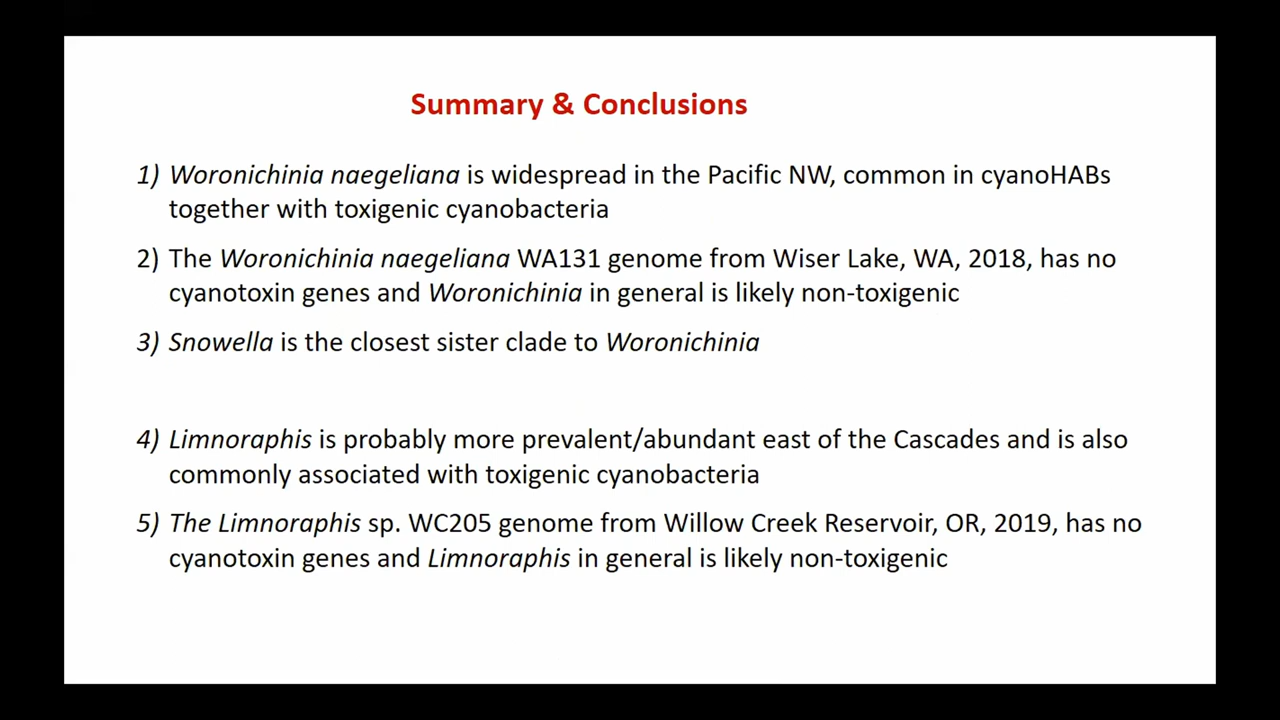 Summary & Conclusions
1) Woronichinia naegeliana is widespread in the Pacific NW, common in cyanoHABs
together with toxigenic cyanobacteria
2) The Woronichinia naegeliana WA131 genome from Wiser Lake, WA, 2018, has no
cyanotoxin genes and Woronichinia in general is likely non-toxigenic
3) Snowella is the closest sister clade to Woronichinia
4) Limnoraphis is probably more prevalent/abundant east of the Cascades and is also
commonly associated with toxigenic cyanobacteria
5) The Limnoraphis sp. WC205 genome from Willow Creek Reservoir, OR, 2019, has no
cyanotoxin genes and Limnoraphis in general is likely non-toxigenic